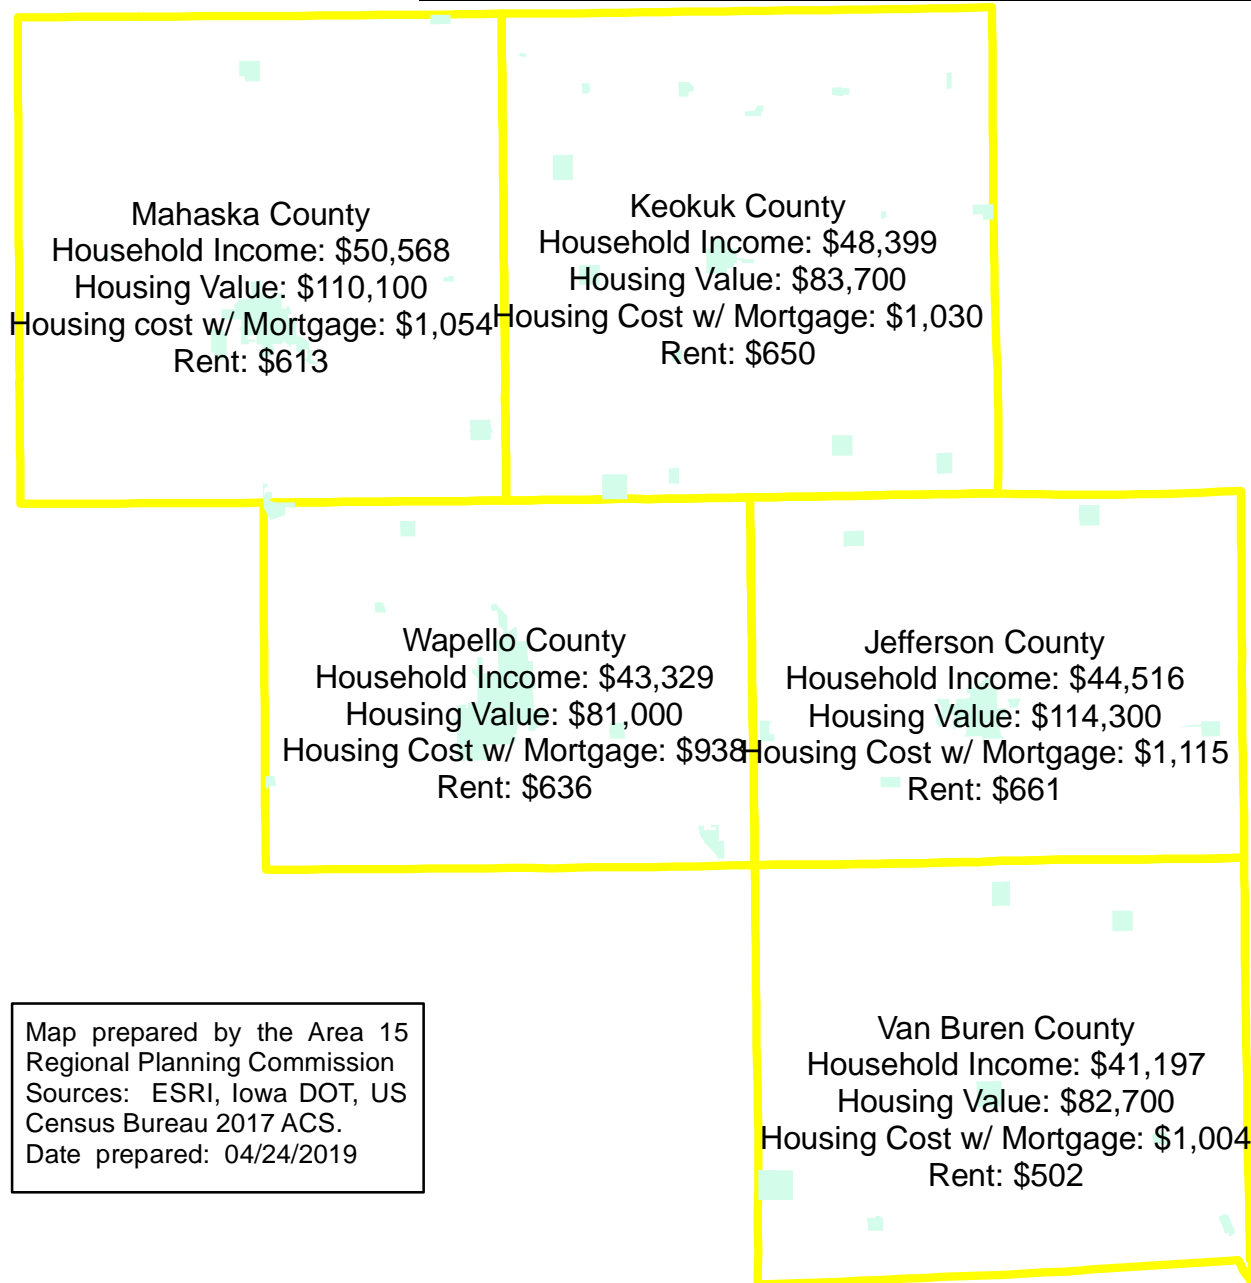 Mahaska County
Household Income: $50,568
Housing Value: $110,100
Housing cost w/ Mortgage: $1,054
Rent: $613
Keokuk County
Household Income: $48,399
Housing Value: $83,700
Housing Cost w/ Mortgage: $1,030
Rent: $650
Wapello County
Household Income: $43,329
Housing Value: $81,000
Housing Cost w/ Mortgage: $938
Rent: $636
Jefferson County
Household Income: $44,516
Housing Value: $114,300
Housing Cost w/ Mortgage: $1,115
Rent: $661
Van Buren County
Household Income: $41,197
Housing Value: $82,700
Housing Cost w/ Mortgage: $1,004
Rent: $502
Map prepared by the Area 15
Regional Planning Commission
Sources: ESRI, Iowa DOT, US
Census Bureau 2017 ACS.
Date prepared: 04/24/2019